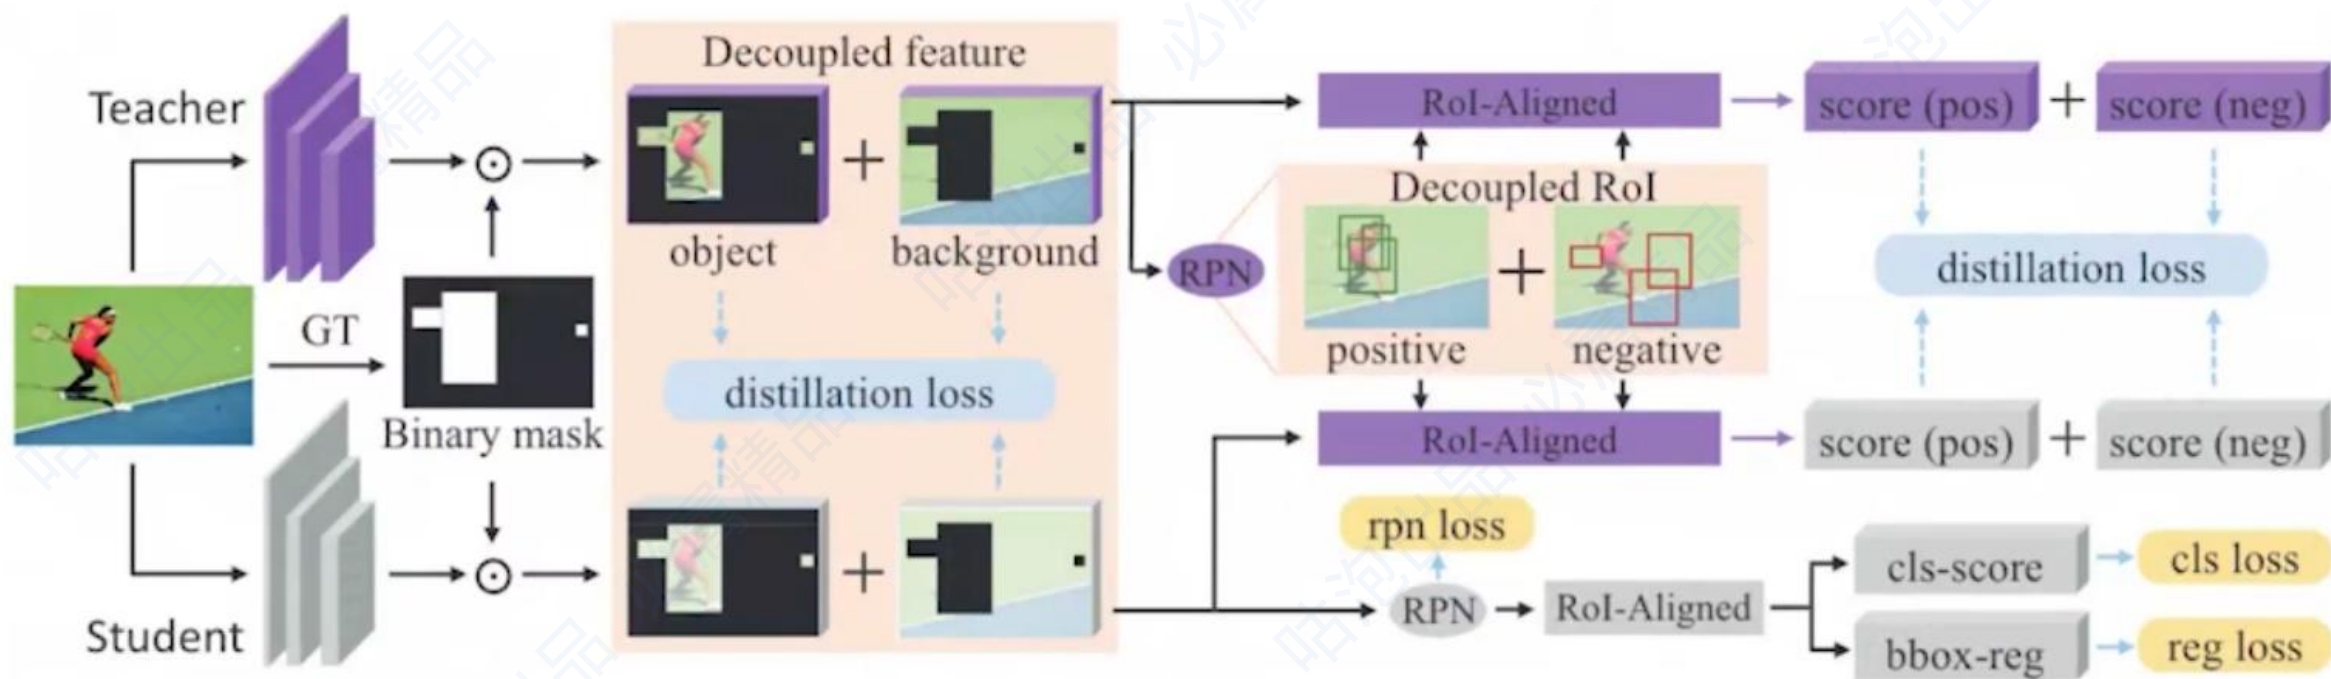 Teacher
Student
GT
Binary mask
Decoupled feature
object
background
distillation loss
RPN
RoI-Aligned
Decoupled RoI
positive
negative
RoI-Aligned
score (pos)
+
score (neg)
distillation loss
score (pos)
+
score (neg)
rpn loss
RPN
RoI-Aligned
cls-score
cls loss
bbox-reg
reg loss